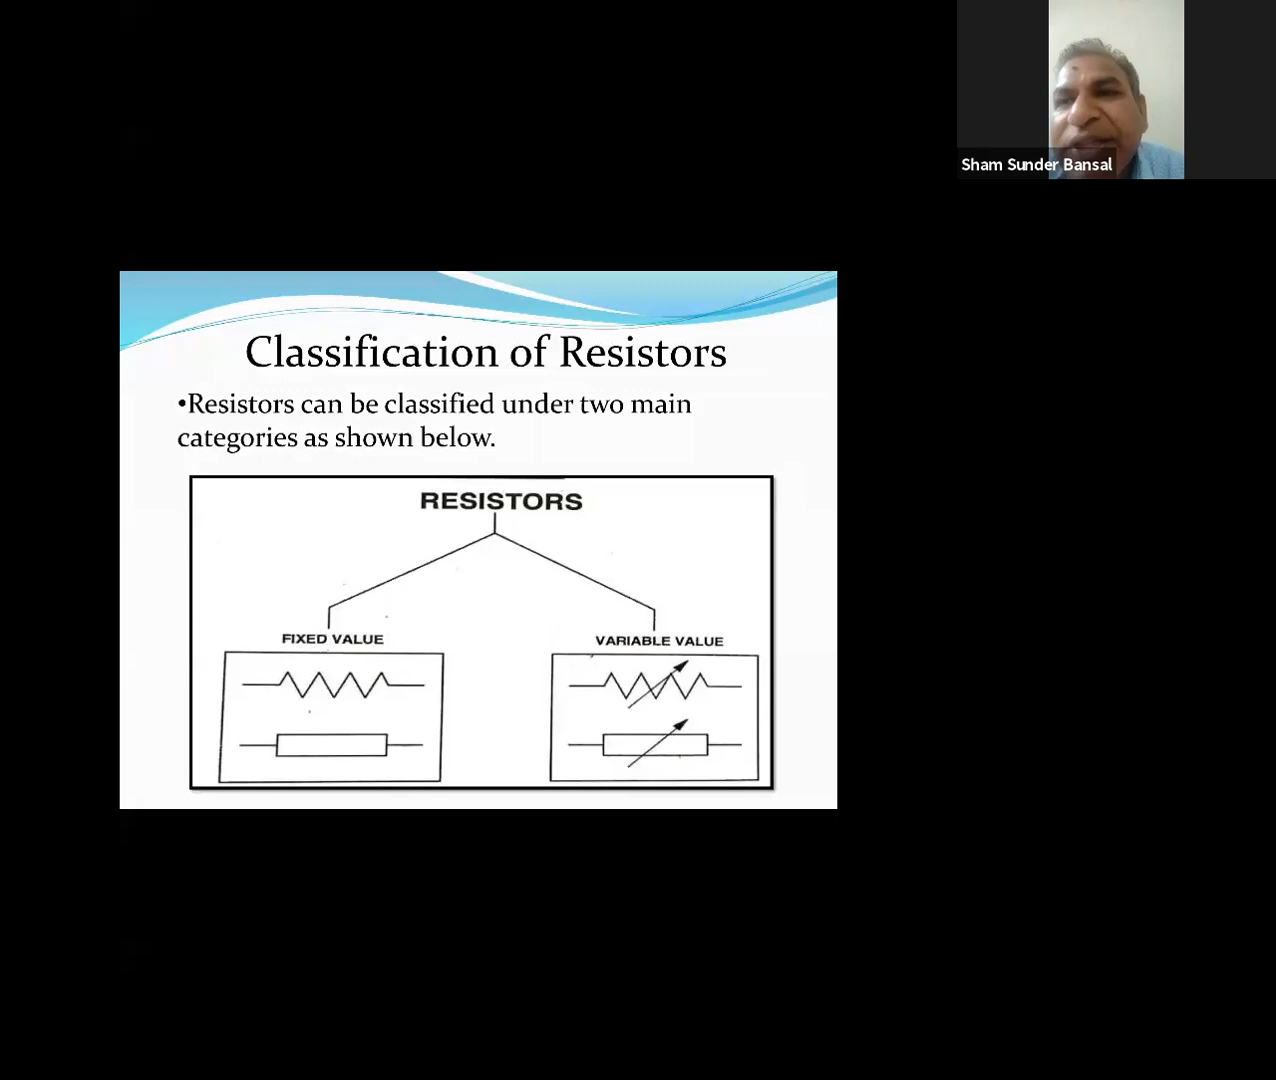 Sham Sunder Bansal
Classification of Resistors
•Resistors can be classified under two main
categories as shown below.
RESISTORS
FIXED VALUE
VARIABLE VALUE